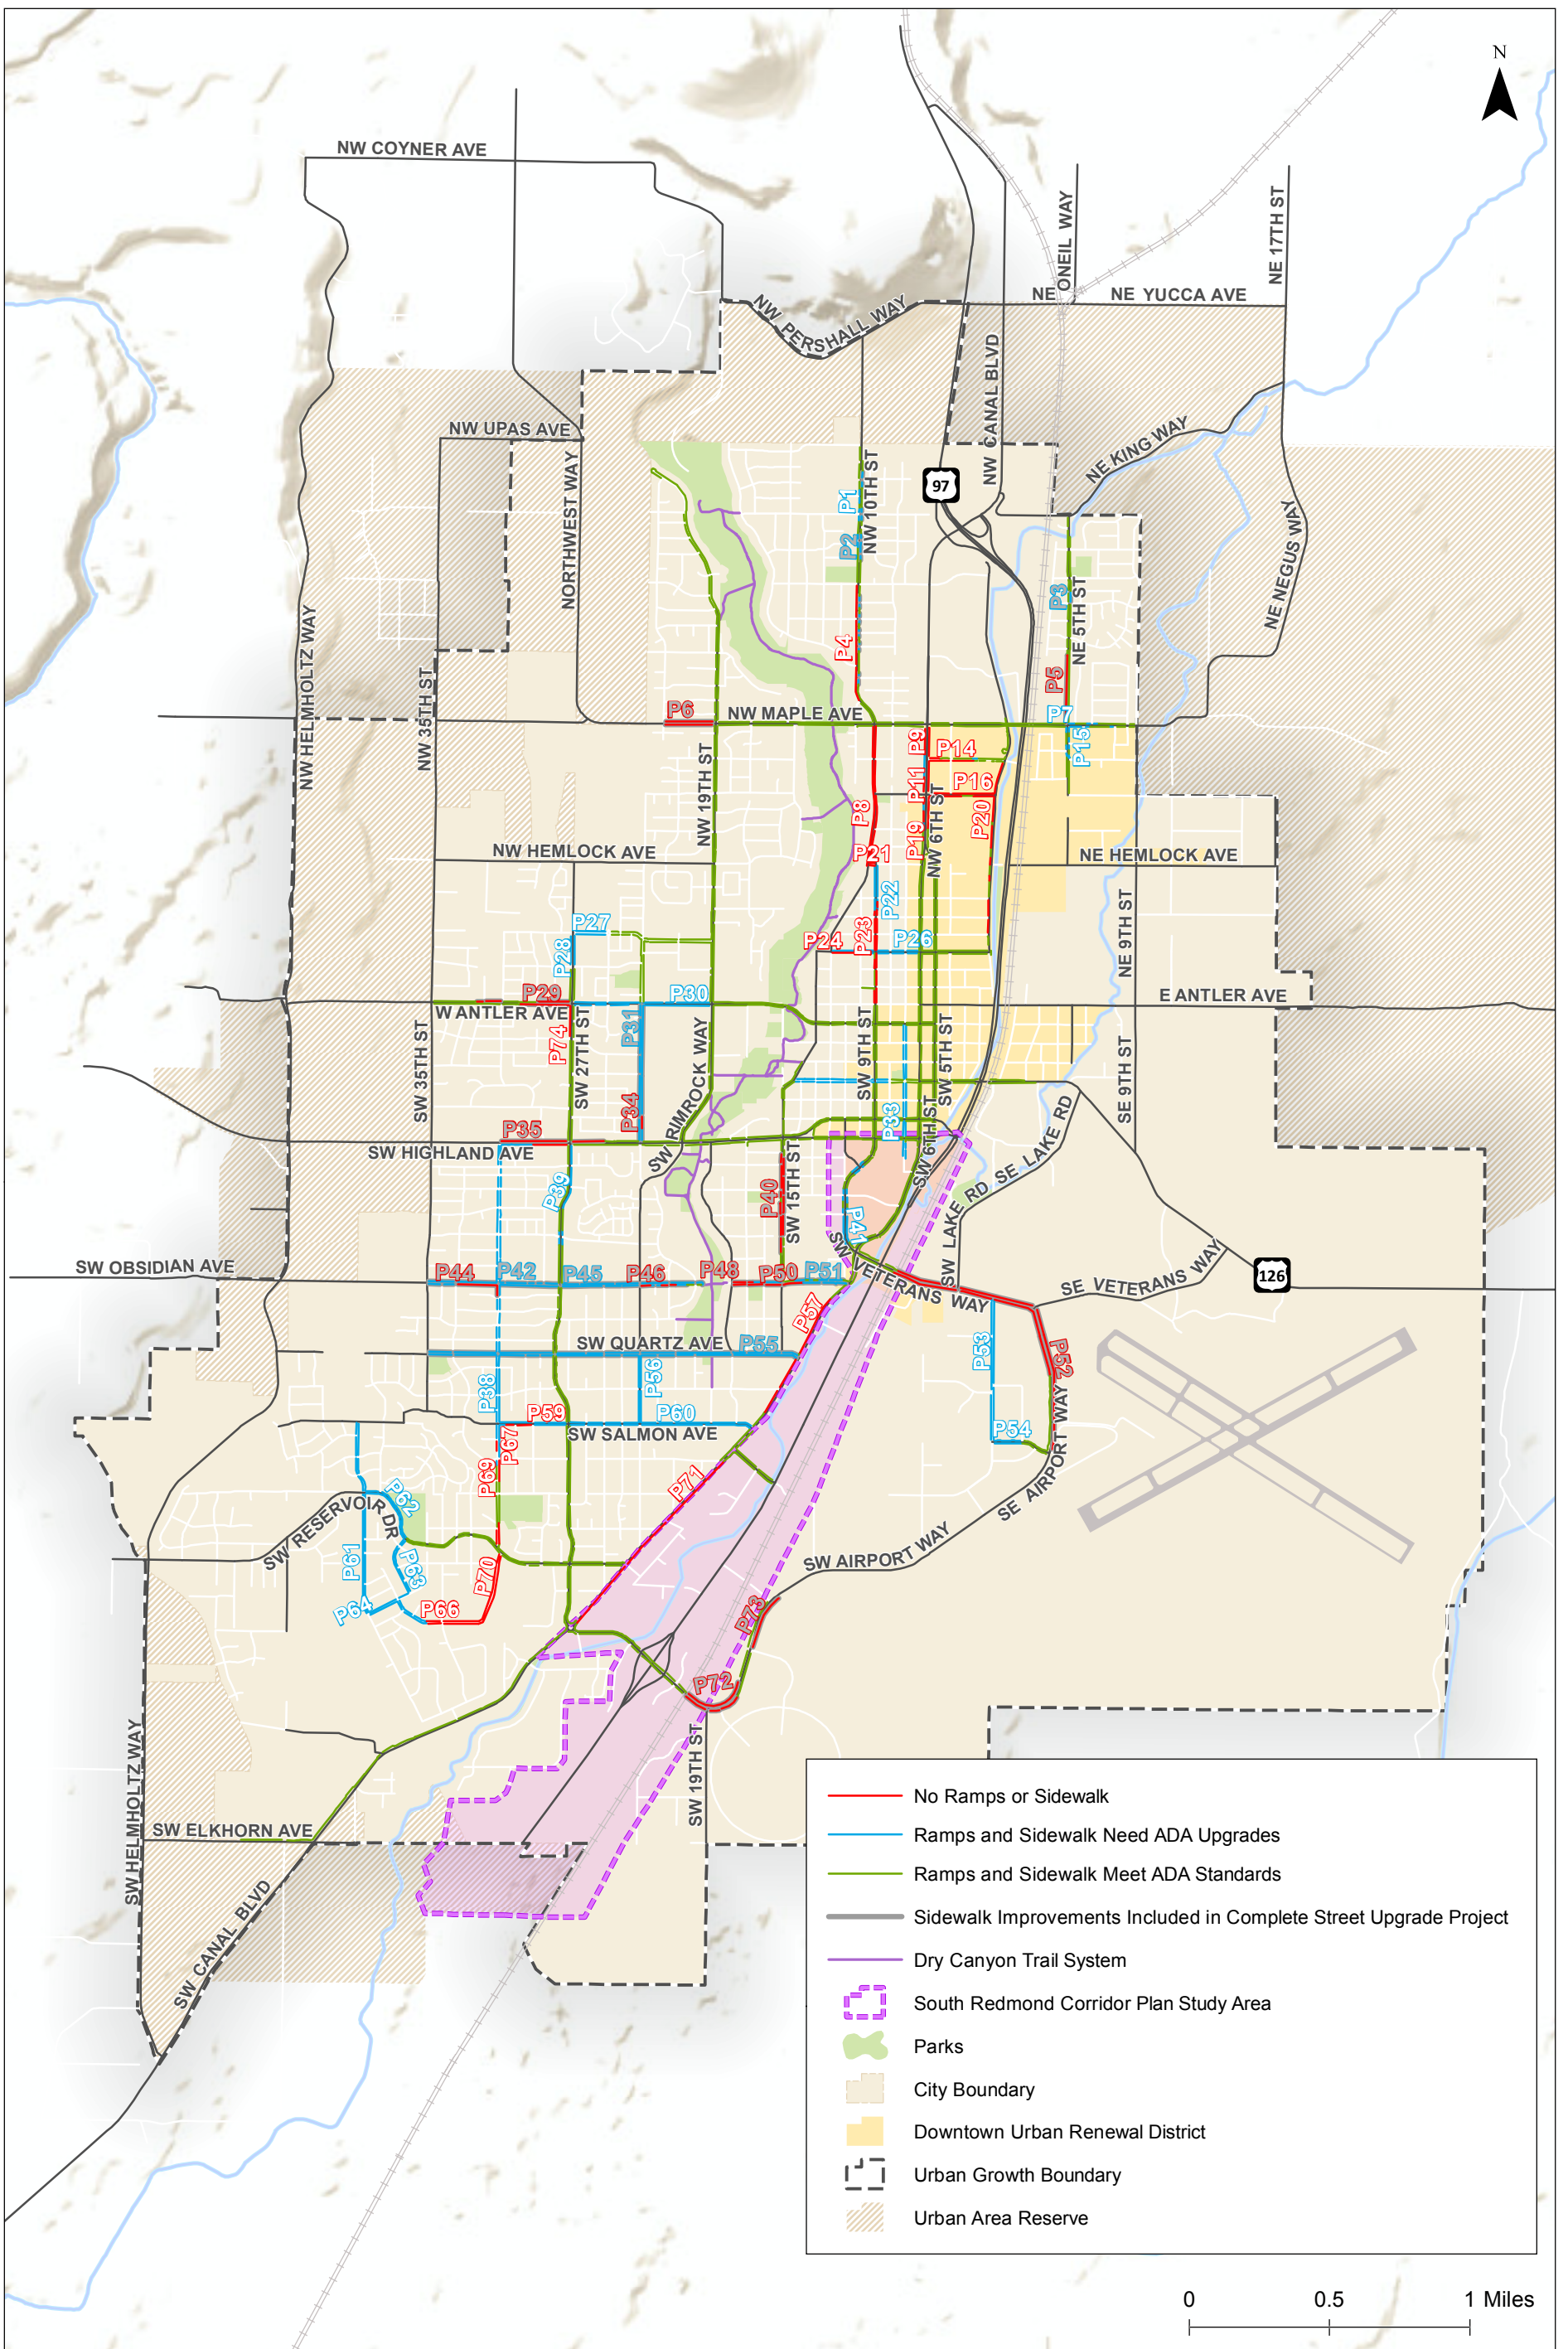 N
NW COYNER AVE
NE ONEIL WAY
NE 17TH ST
NE
NE YUCCA AVE
NW PERSHALL WAY
NW CANAL BLVD
NW UPAS AVE
NE KING WAY
NORTHWEST WAY
NW 10TH ST
97
P1
P2
P3
NE 5TH ST
NE NEGUS WAY
NW HELMHOLTZ WAY
P4
P5
NW 35TH ST
P6
NW MAPLE AVE
P7
P9
P14
P15
NW 19TH ST
P11
P16
P8
P20
P19
NW 6TH ST
P21
NW HEMLOCK AVE
NE HEMLOCK AVE
P22
P27
P28
P23
P24
P26
NE 9TH ST
P29
P30
E ANTLER AVE
W ANTLER AVE
P31
P74
SW 27TH ST
SW 35TH ST
SW RIMROCK WAY
SW 9TH ST
SW 5TH ST
SE 9TH ST
P34
P33
P35
SW 6TH ST
SE LAKE RD
SW HIGHLAND AVE
P39
P40
SW 15TH ST
P41
SW LAKE RD
SW VETERANS WAY
SE VETERANS WAY
SW OBSIDIAN AVE
P44
P42
P45
P46
P48
P50
P51
126
P57
SW QUARTZ AVE
P55
P53
P52
P38
P56
P59
P60
SW SALMON AVE
P54
SE AIRPORT WAY
P67
P69
P71
P62
SW RESERVOIR DR
P61
P63
SW AIRPORT WAY
P70
P64
P66
P73
P72
SW 19TH ST
SW HELMHOLTZ WAY
SW ELKHORN AVE
SW CANAL BLVD
No Ramps or Sidewalk
Ramps and Sidewalk Need ADA Upgrades
Ramps and Sidewalk Meet ADA Standards
Sidewalk Improvements Included in Complete Street Upgrade Project
Dry Canyon Trail System
South Redmond Corridor Plan Study Area
Parks
City Boundary
Downtown Urban Renewal District
Urban Growth Boundary
Urban Area Reserve
0 0.5 1 Miles